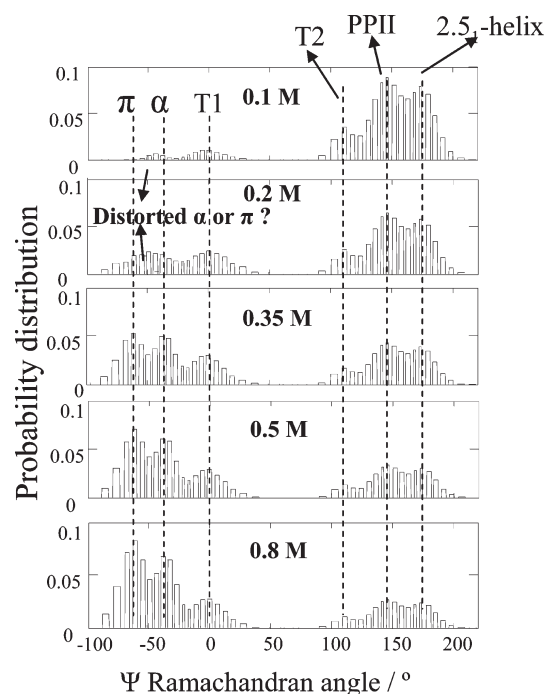 T2 PPII 2.5₁-helix
0.1
0.05
0
π α T1
0.1 M
Distorted α or π ?
0.1
0.05
0
0.2 M
0.1
0.05
0
0.35 M
0.1
0.05
0
0.5 M
0.1
0.05
0
0.8 M
-100 -50 0 50 100 150 200
Ψ Ramachandran angle / º
Probability distribution